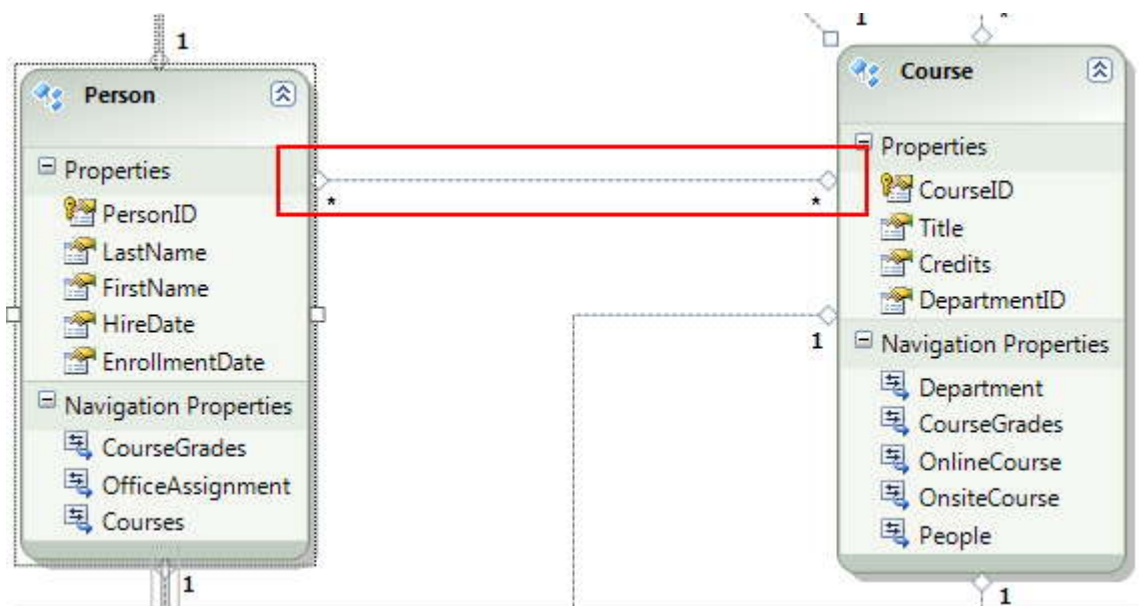 1
Person
Properties
PersonID
LastName
FirstName
HireDate
EnrollmentDate
Navigation Properties
CourseGrades
OfficeAssignment
Courses
1
*
*
1
*
Course
Properties
CourseID
Title
Credits
DepartmentID
1
Navigation Properties
Department
CourseGrades
OnlineCourse
OnsiteCourse
People
1